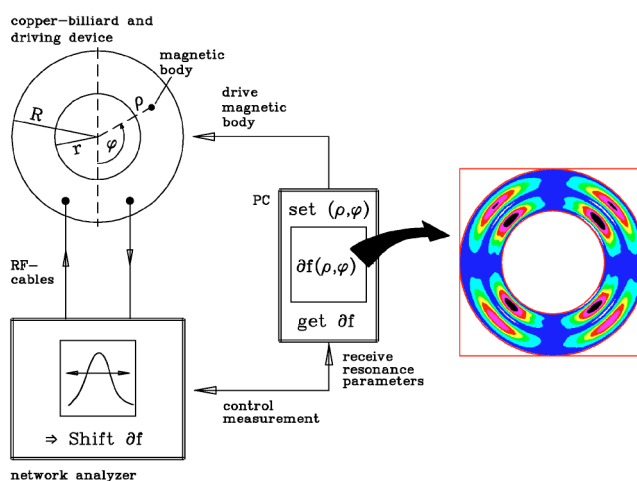 copper-billiard and
driving device
magnetic
body
R
r
ρ
φ
drive
magnetic
body
PC
set (ρ,φ)
∂f(ρ,φ)
get ∂f
RF-
cables
receive
resonance
parameters
control
measurement
⇒ Shift ∂f
network analyzer